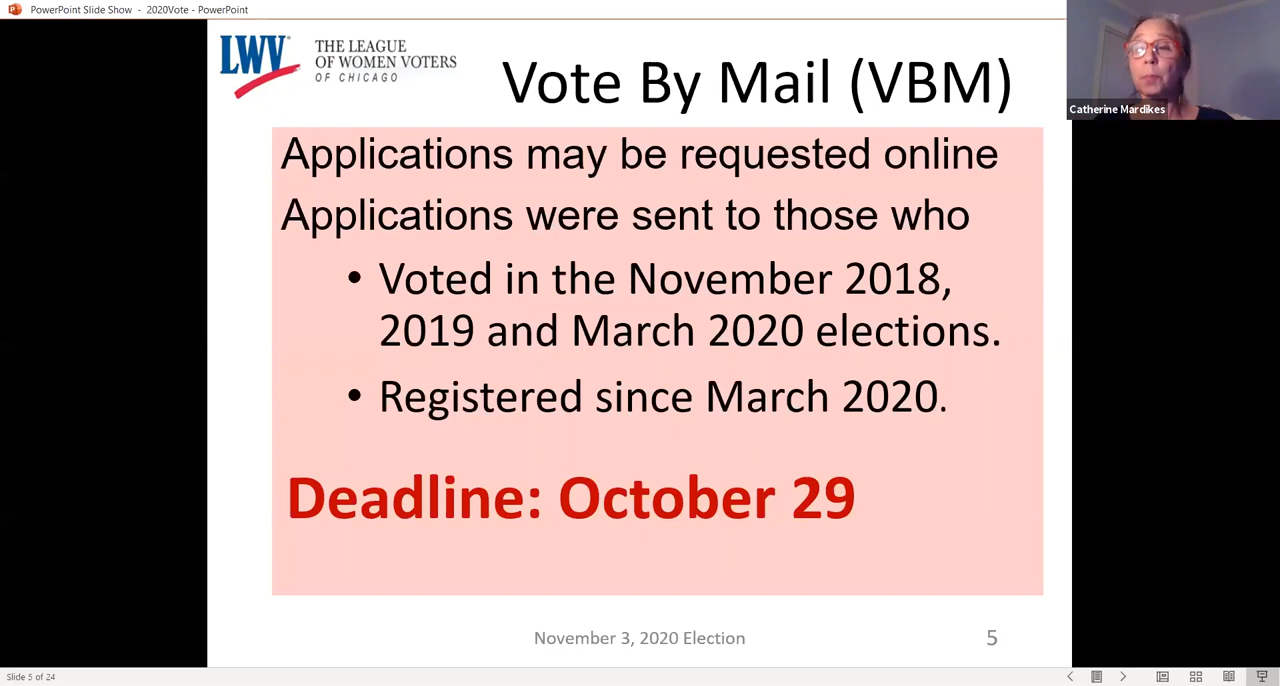 PowerPoint Slide Show - 2020Vote - PowerPoint
LWV
THE LEAGUE
OF WOMEN VOTERS
OF CHICAGO
Vote By Mail (VBM)
Catherine Mardikes
Applications may be requested online
Applications were sent to those who
• Voted in the November 2018,
2019 and March 2020 elections.
• Registered since March 2020.
Deadline: October 29
November 3, 2020 Election
5
Slide 5 of 24